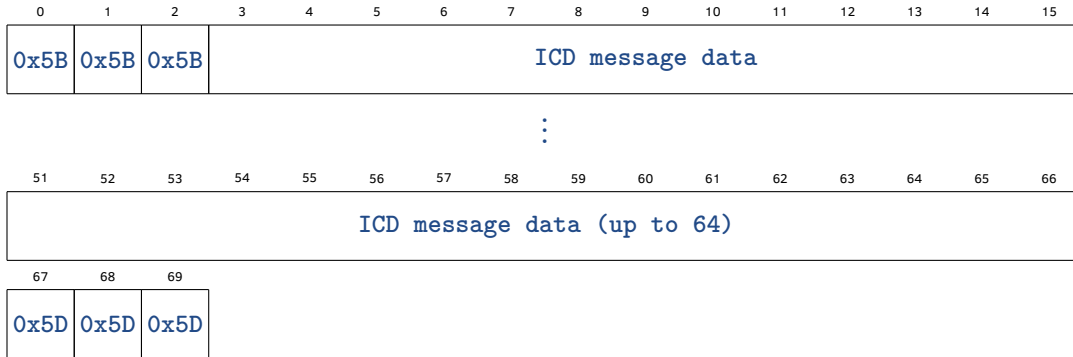 0 1 2 3 4 5 6 7 8 9 10 11 12 13 14 15
0x5B 0x5B 0x5B ICD message data
⋮
51 52 53 54 55 56 57 58 59 60 61 62 63 64 65 66
ICD message data (up to 64)
67 68 69
0x5D 0x5D 0x5D